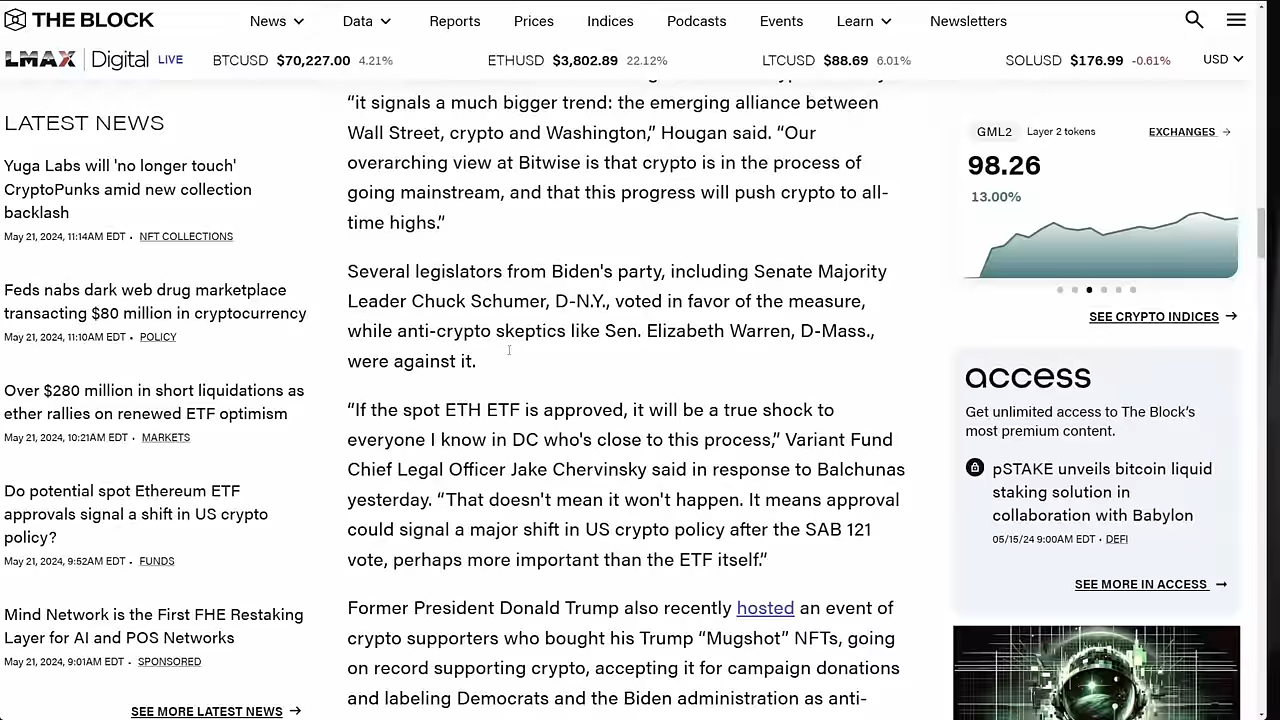 THE BLOCK
News
Data
Reports
Prices
Indices
Podcasts
Events
Learn
Newsletters
LMAX Digital LIVE
BTCUSD $70,227.00 4.21%
ETHUSD $3,802.89 22.12%
LTCUSD $88.69 6.01%
SOLUSD $176.99 -0.61%
USD
LATEST NEWS
Yuga Labs will 'no longer touch'
CryptoPunks amid new collection
backlash
May 21, 2024, 11:14AM EDT • NFT COLLECTIONS
Feds nabs dark web drug marketplace
transacting $80 million in cryptocurrency
May 21, 2024, 11:10AM EDT • POLICY
Over $280 million in short liquidations as
ether rallies on renewed ETF optimism
May 21, 2024, 10:21AM EDT • MARKETS
Do potential spot Ethereum ETF
approvals signal a shift in US crypto
policy?
May 21, 2024, 9:52AM EDT • FUNDS
Mind Network is the First FHE Restaking
Layer for AI and POS Networks
May 21, 2024, 9:01AM EDT • SPONSORED
SEE MORE LATEST NEWS →
“it signals a much bigger trend: the emerging alliance between
Wall Street, crypto and Washington,” Hougan said. “Our
overarching view at Bitwise is that crypto is in the process of
going mainstream, and that this progress will push crypto to all-
time highs.”
Several legislators from Biden's party, including Senate Majority
Leader Chuck Schumer, D-N.Y., voted in favor of the measure,
while anti-crypto skeptics like Sen. Elizabeth Warren, D-Mass.,
were against it.
“If the spot ETH ETF is approved, it will be a true shock to
everyone I know in DC who's close to this process,” Variant Fund
Chief Legal Officer Jake Chervinsky said in response to Balchunas
yesterday. “That doesn't mean it won't happen. It means approval
could signal a major shift in US crypto policy after the SAB 121
vote, perhaps more important than the ETF itself.”
Former President Donald Trump also recently hosted an event of
crypto supporters who bought his Trump “Mugshot” NFTs, going
on record supporting crypto, accepting it for campaign donations
and labeling Democrats and the Biden administration as anti-
GML2 Layer 2 tokens EXCHANGES →
98.26
13.00%
SEE CRYPTO INDICES →
access
Get unlimited access to The Block’s
most premium content.
pSTAKE unveils bitcoin liquid
staking solution in
collaboration with Babylon
05/15/24 9:00AM EDT • DEFI
SEE MORE IN ACCESS →